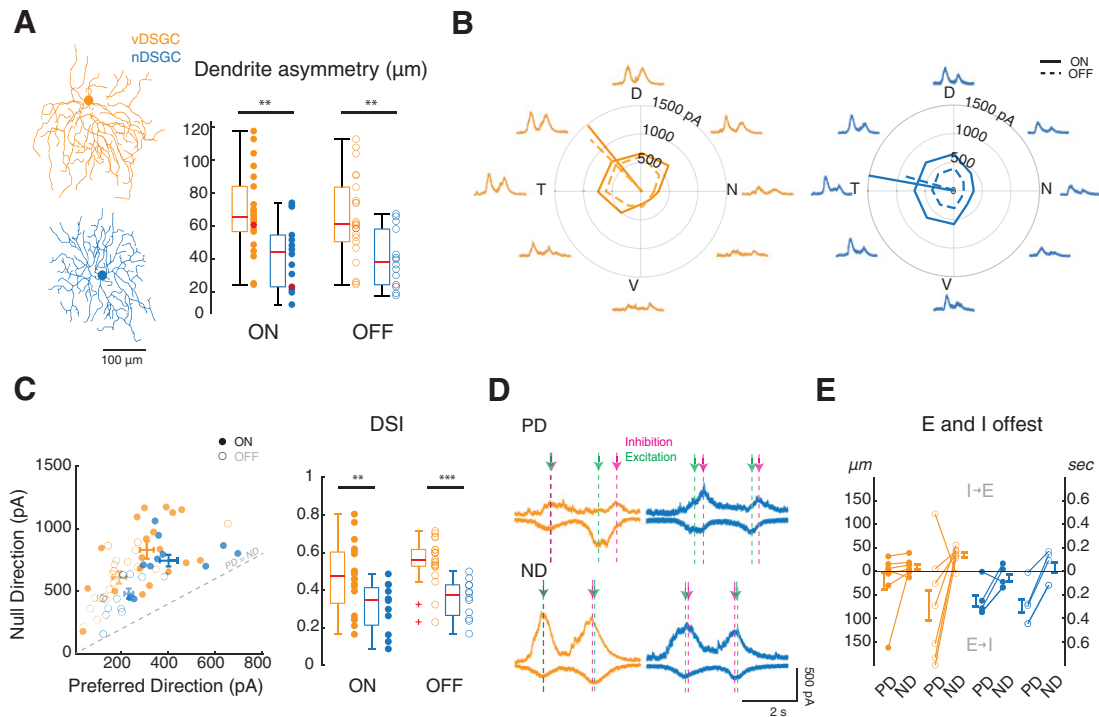 A
vDSGC
nDSGC
Dendrite asymmetry (µm)
**
**
120
100
80
60
40
20
0
ON
OFF
100 µm
B
ON
OFF
D
1500 pA
1000
500
T
N
V
D
1500 pA
1000
500
0
T
N
V
C
ON
OFF
1500
1000
500
0
200
400
600
800
PD = ND
Null Direction (pA)
Preferred Direction (pA)
DSI
**
***
1
0.8
0.6
0.4
0.2
0
ON
OFF
D
PD
Inhibition
Excitation
ND
500 pA
2 s
E
E and I offest
µm
sec
I→E
150
100
50
0
50
100
150
0.6
0.4
0.2
0
0.2
0.4
0.6
E→I
PD
ND
PD
ND
PD
ND
PD
ND